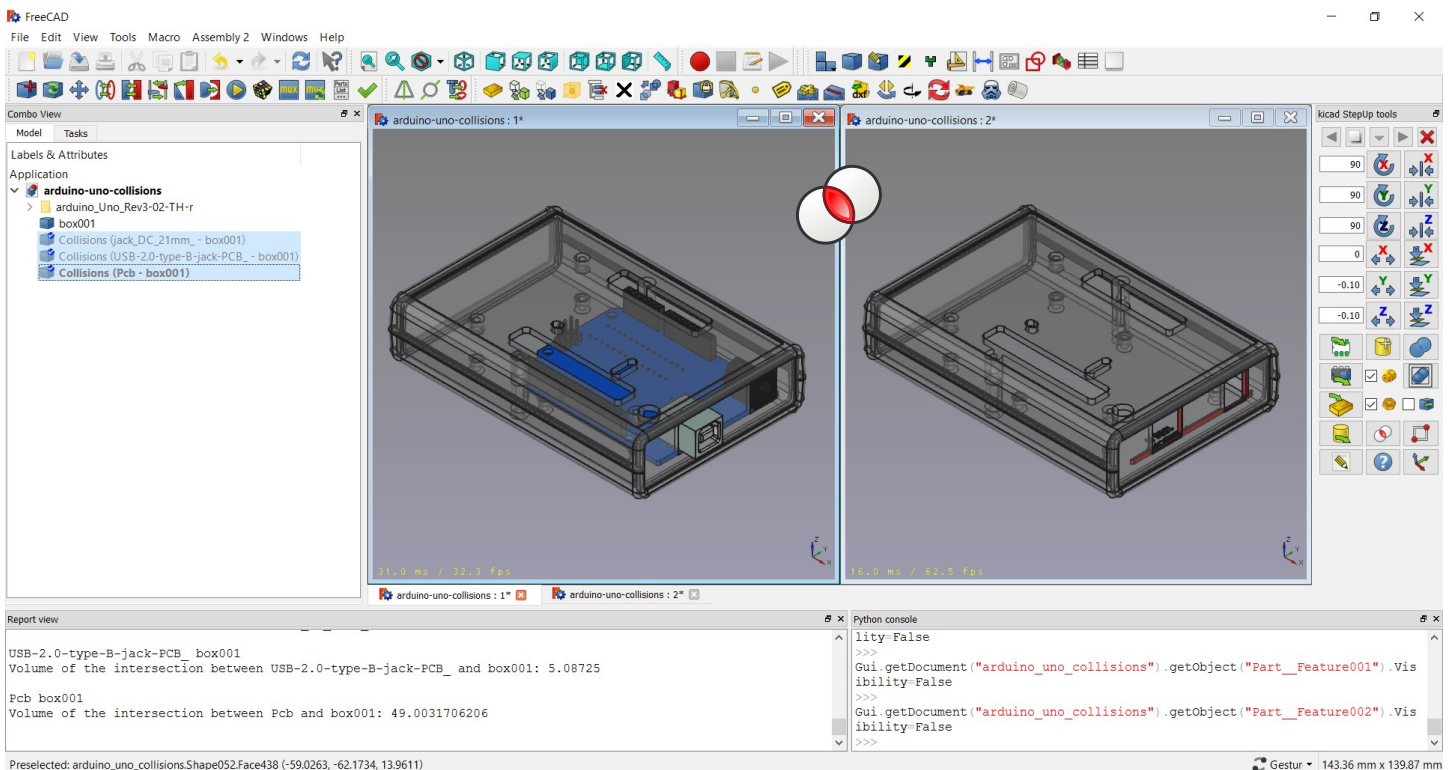 FreeCAD
File Edit View Tools Macro Assembly 2 Windows Help
mux mux Parts List
Combo View
Model Tasks
Labels & Attributes
Application
arduino-uno-collisions
arduino_Uno_Rev3-02-TH-r
box001
Collisions (jack_DC_21mm_ - box001)
Collisions (USB-2.0-type-B-jack-PCB_ - box001)
Collisions (Pcb - box001)
arduino-uno-collisions : 1*
31.0 ms / 32.3 fps
Z Y X
arduino-uno-collisions : 2*
16.0 ms / 62.5 fps
Z Y X
arduino-uno-collisions : 1* arduino-uno-collisions : 2*
kicad StepUp tools
90 X X
90 Y Y
90 Z Z
0 X X
-0.10 Y Y
-0.10 Z Z
Report view
USB-2.0-type-B-jack-PCB_ box001
Volume of the intersection between USB-2.0-type-B-jack-PCB_ and box001: 5.08725
Pcb box001
Volume of the intersection between Pcb and box001: 49.0031706206
Python console
lity=False
>>>
Gui.getDocument("arduino_uno_collisions").getObject("Part__Feature001").Vis
ibility=False
>>>
Gui.getDocument("arduino_uno_collisions").getObject("Part__Feature002").Vis
ibility=False
>>>
Preselected: arduino_uno_collisions.Shape052.Face438 (-59.0263, -62.1734, 13.9611)
Gestur 143.36 mm x 139.87 mm